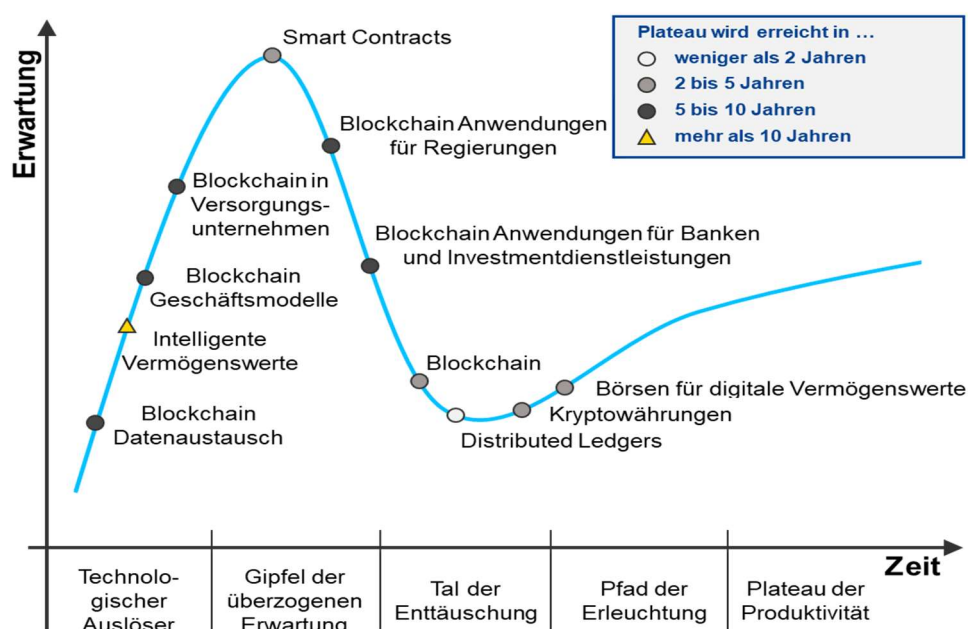 Erwartung
Smart Contracts
Blockchain Anwendungen
für Regierungen
Blockchain in
Versorgungs-
unternehmen
Blockchain Anwendungen für Banken
und Investmentdienstleistungen
Blockchain
Geschäftsmodelle
Intelligente
Vermögenswerte
Blockchain
Datenaustausch
Blockchain
Börsen für digitale Vermögenswerte
Kryptowährungen
Distributed Ledgers
Plateau wird erreicht in …
weniger als 2 Jahren
2 bis 5 Jahren
5 bis 10 Jahren
mehr als 10 Jahren
Zeit
Technolo-
gischer
Auslöser
Gipfel der
überzogenen
Erwartung
Tal der
Enttäuschung
Pfad der
Erleuchtung
Plateau der
Produktivität